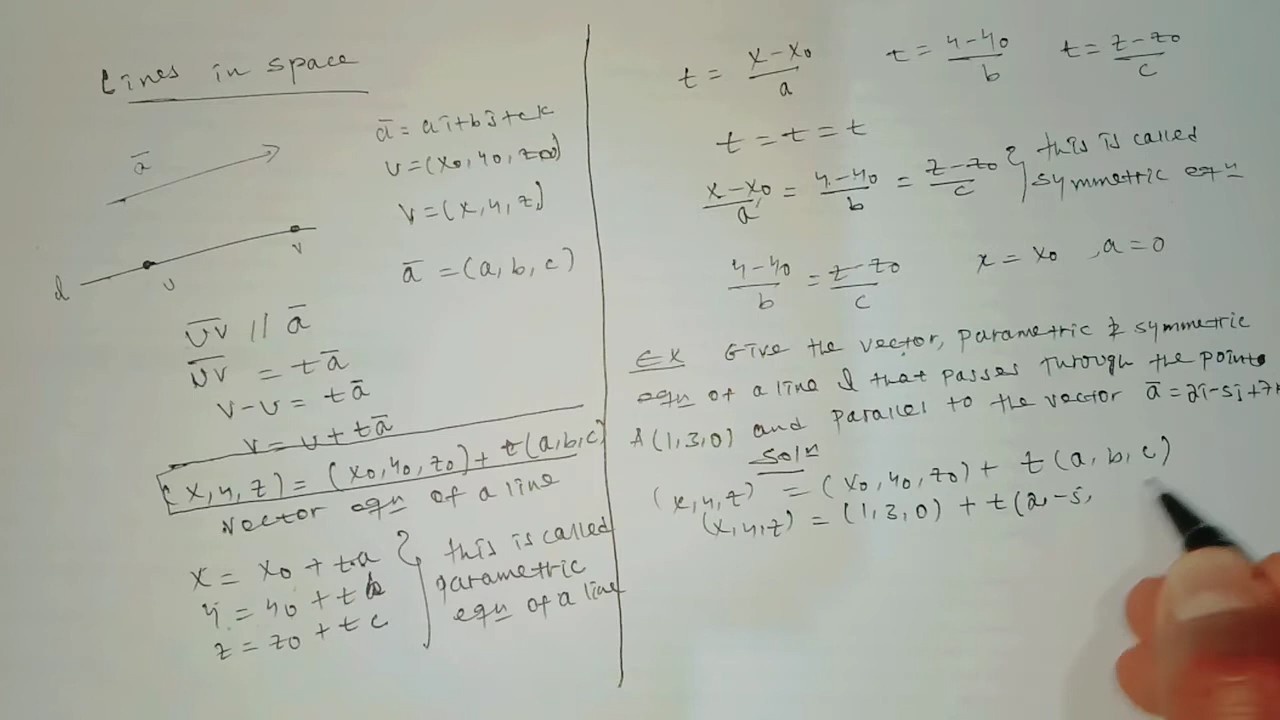 Lines in space
ā
ā = ai+bj+ck
U=(x₀,y₀,z₀)
V=(x,y,z)
ā =(a,b,c)
l
U
V
UV // ā
UV = tā
V-U = tā
V = U + tā
(x,y,z) = (x₀,y₀,z₀) + t(a,b,c)
Vector eqn of a line
x = x₀ + ta
y = y₀ + tb
z = z₀ + tc
this is called
parametric
eqn of a line
t = x-x₀/a t = y-y₀/b t = z-z₀/c
t = t = t
x-x₀/a = y-y₀/b = z-z₀/c } this is called
symmetric eqn
y-y₀/b = z-z₀/c x = x₀ , a = 0
EX Give the vector, parametric & symmetric
eqn of a line l that passes through the points
A(1,3,0) and parallel to the vector ā = 2i-5j+7k
Soln
(x,y,z) = (x₀,y₀,z₀) + t(a,b,c)
(x,y,z) = (1,3,0) + t(2,-5,